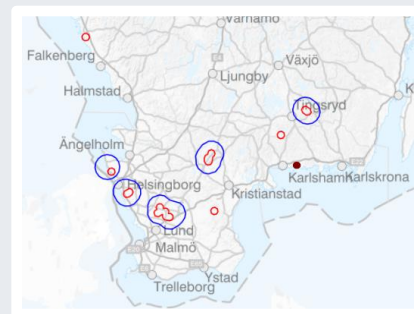 Värnamo
Falkenberg
Växjö
Ljungby
Halmstad
Tingsryd
Ängelholm
Helsingborg
Karlshamn
Karlskrona
Kristianstad
Lund
Malmö
Ystad
Trelleborg